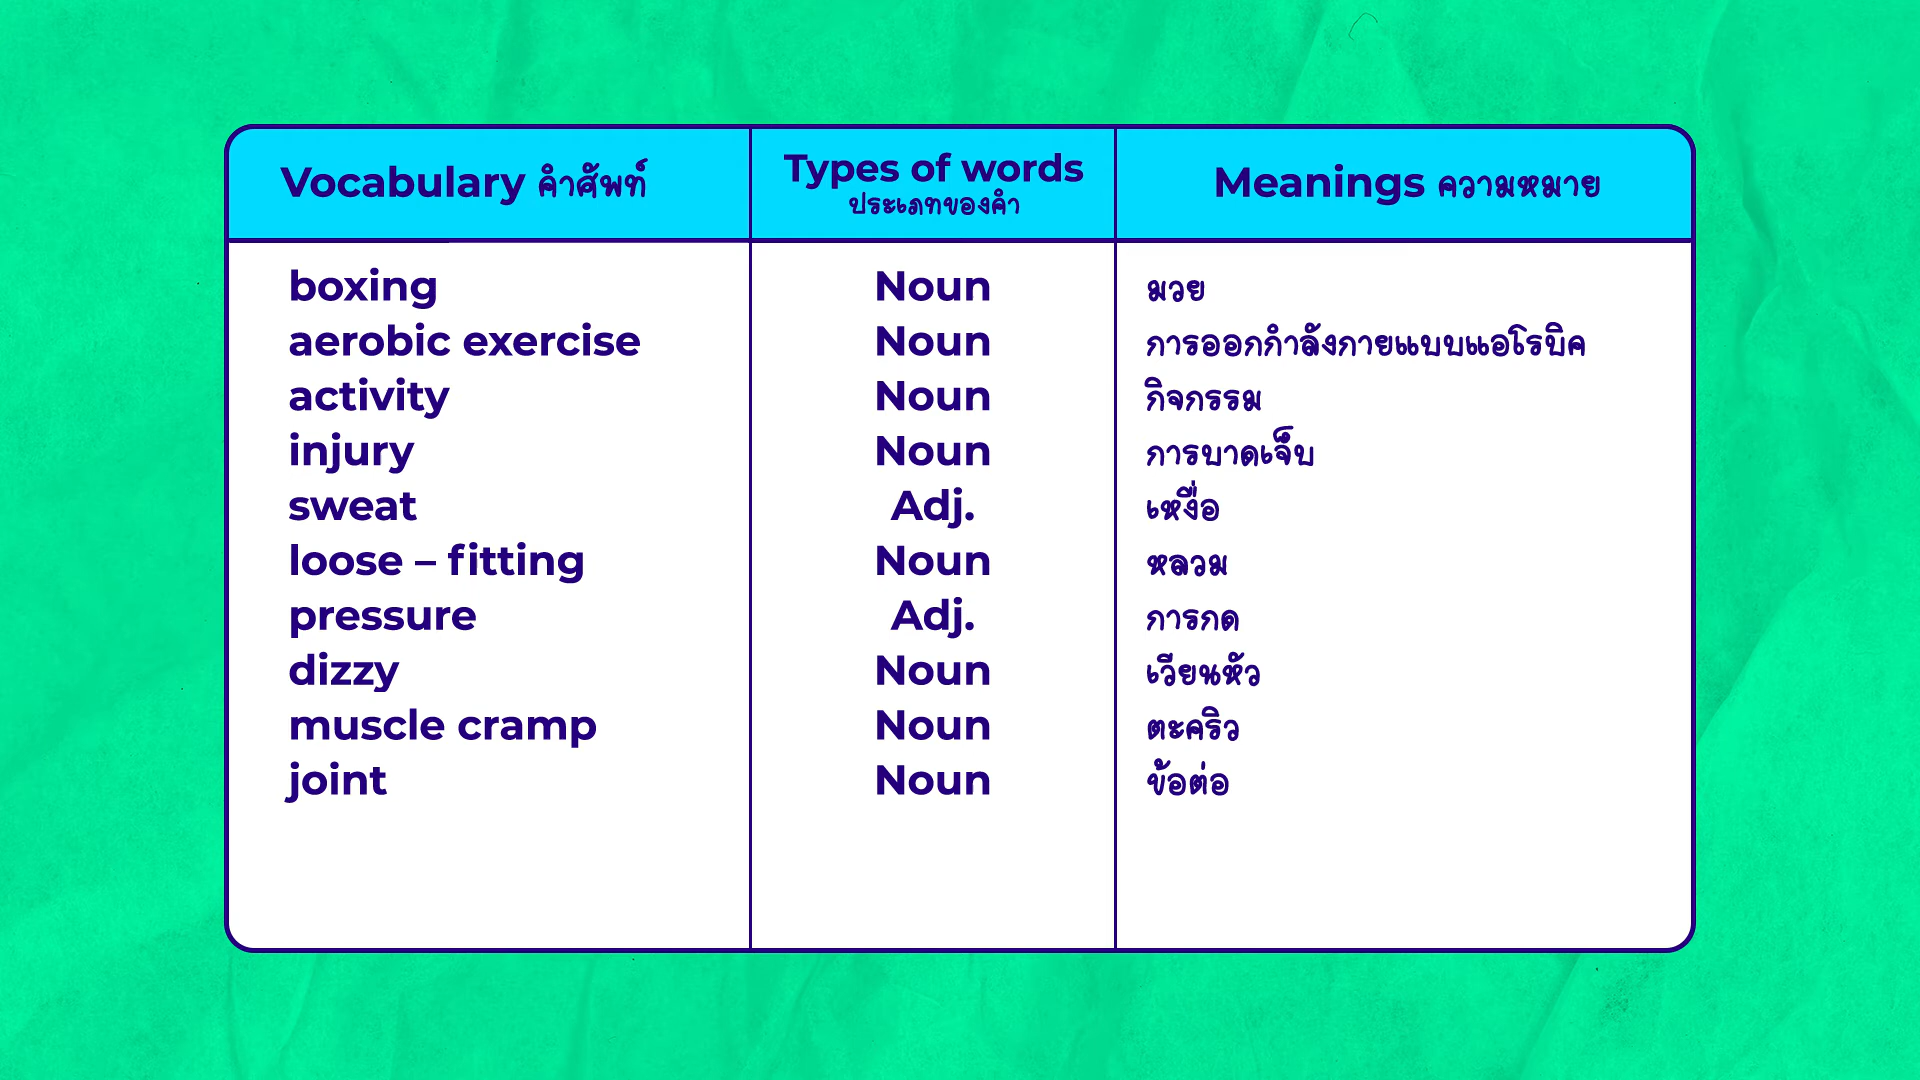 Vocabulary คำศัพท์ Types of words Meanings ความหมาย
ประเภทของคำ
boxing Noun มวย
aerobic exercise Noun การออกกำลังกายแบบแอโรบิค
activity Noun กิจกรรม
injury Noun การบาดเจ็บ
sweat Adj. เหงื่อ
loose – fitting Noun หลวม
pressure Adj. การกด
dizzy Noun เวียนหัว
muscle cramp Noun ตะคริว
joint Noun ข้อต่อ